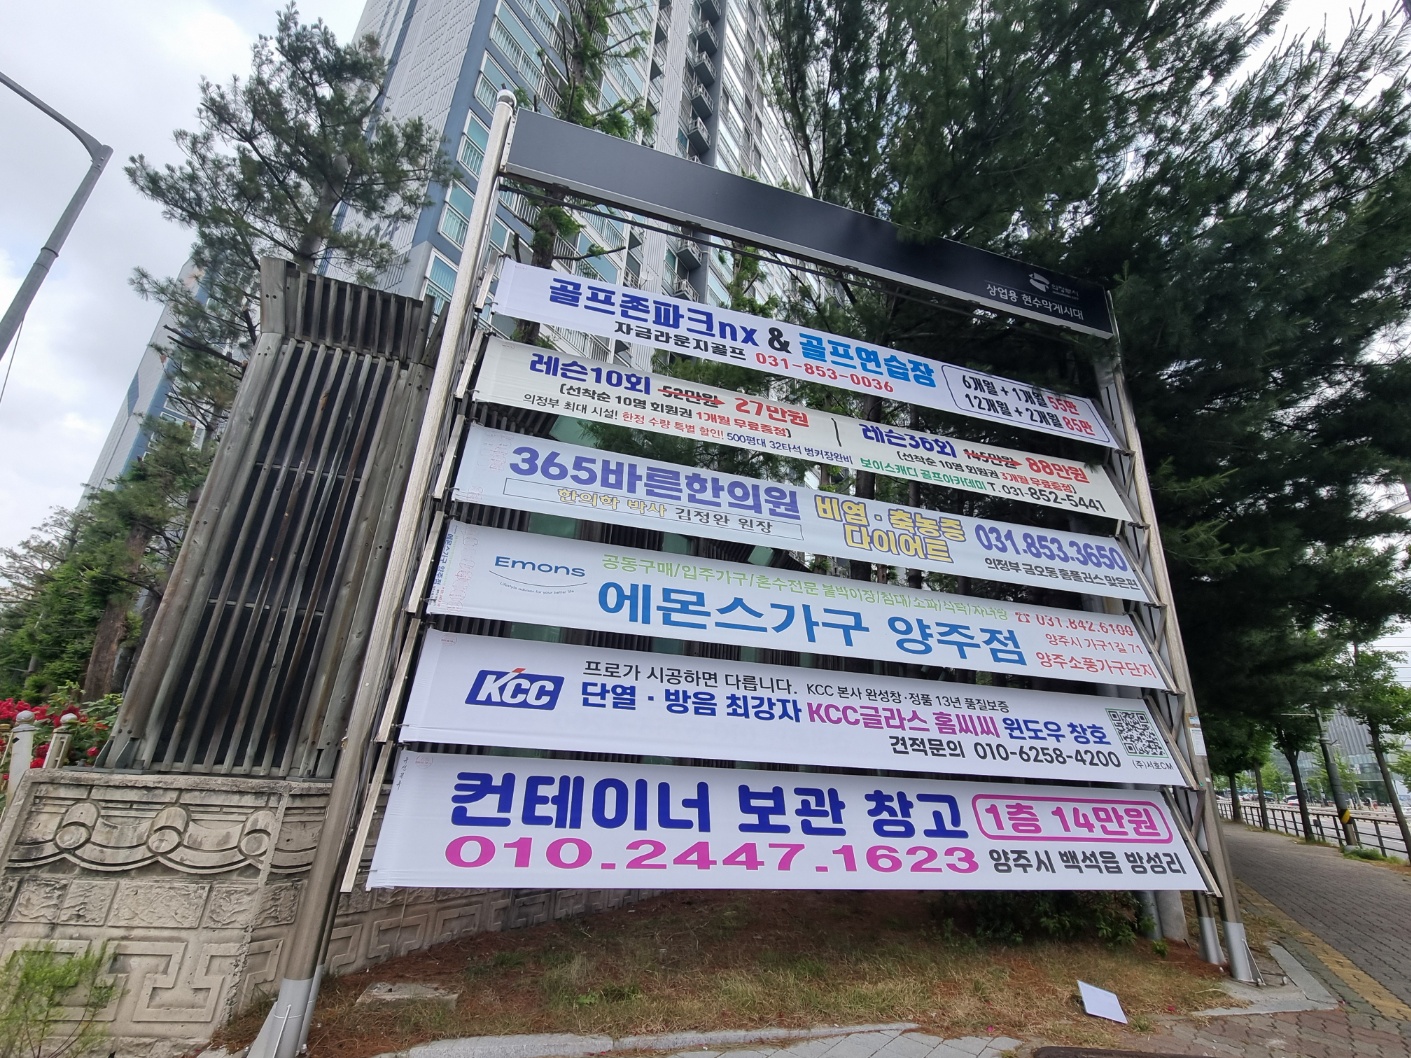 상업용 현수막게시대
골프존파크nx & 골프연습장
자금라운지골프 031-853-0036
6개월 + 1개월 55만
12개월 + 2개월 85만
레슨10회 52만원 27만원
(선착순 10명 회원권 1개월 무료증정)
레슨36회 145만원 88만원
(선착순 10명 회원권 3개월 무료증정)
의정부 최대 시설! 한정 수량 특별 할인! 500평대 32타석 벙커장완비 보이스캐디 골프아카데미 T.031-852-5441
365바른한의원
한의학 박사 김정완 원장
비염·축농증
다이어트
031.853.3650
의정부 금오동 홈플러스 맞은편
Emons
공동구매/입주가구/혼수전문 붙박이장/침대/소파/식탁/자녀방
에몬스가구 양주점
☎ 031.842.6100
양주시 가구1길 71
양주소풍가구단지
KCC
프로가 시공하면 다릅니다. KCC 본사 완성창·정품 13년 품질보증
단열·방음 최강자 KCC글라스 홈씨씨 윈도우 창호
견적문의 010-6258-4200
(주)서호CM
컨테이너 보관 창고 1층 14만원
010.2447.1623 양주시 백석읍 방성리